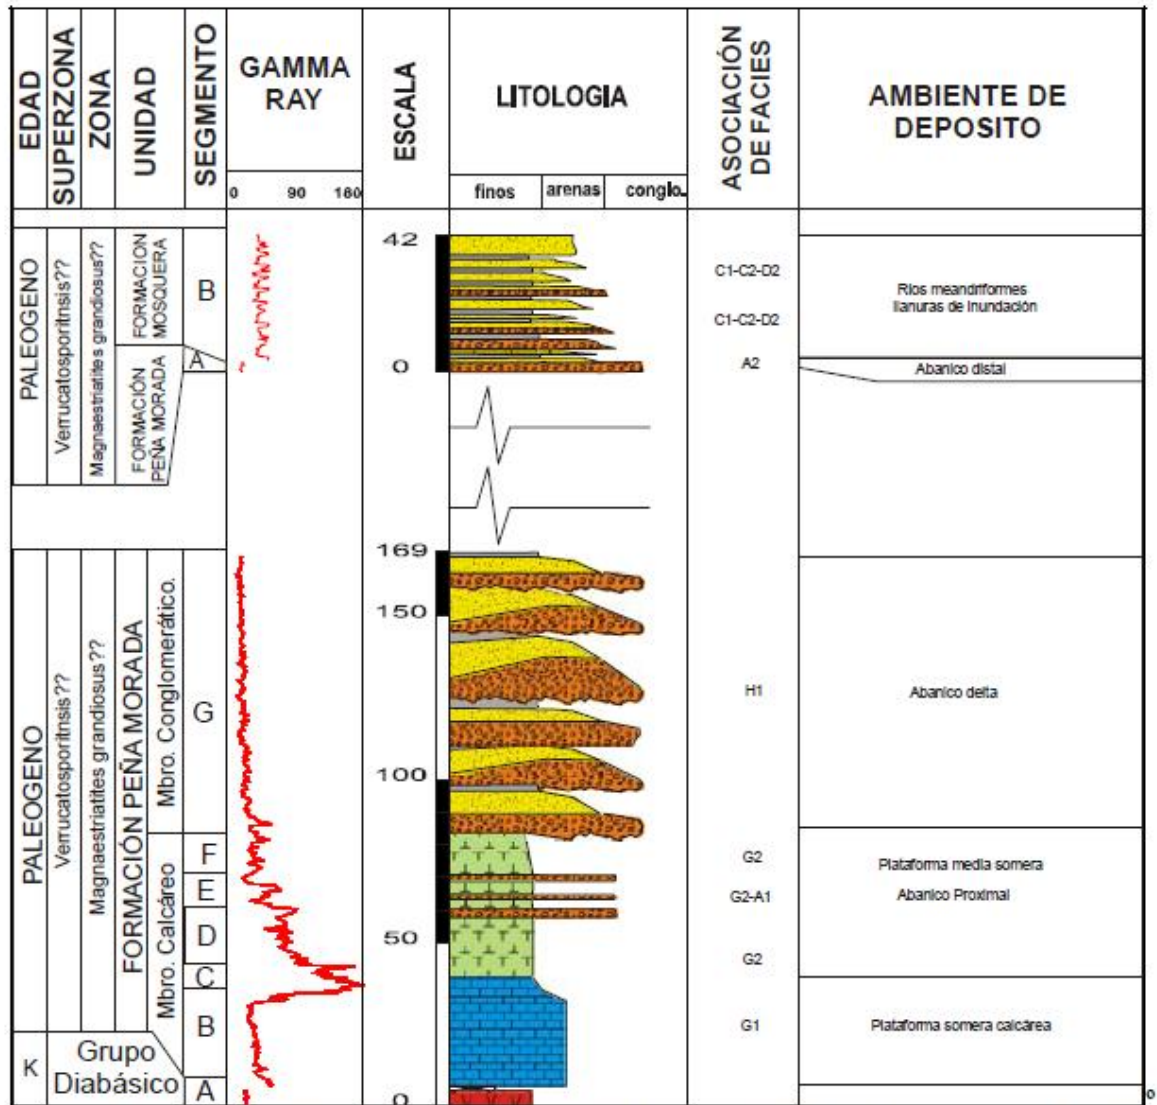 EDAD
SUPERZONA
ZONA
UNIDAD
SEGMENTO
GAMMA
RAY
0 90 180
ESCALA
LITOLOGIA
finos arenas conglo.
ASOCIACIÓN
DE FACIES
AMBIENTE DE
DEPOSITO
PALEOGENO
Verrucatosporitnsis??
Magnaestriatites grandiosus??
FORMACION
MOSQUERA
FORMACIÓN
PEÑA MORADA
B
A
42
0
C1-C2-D2
C1-C2-D2
A2
Rios meandriformes
llanuras de inundación
Abanico distal
PALEOGENO
Verrucatosporitnsis??
Magnaestriatites grandiosus??
FORMACIÓN PEÑA MORADA
Mbro. Conglomerático.
Mbro. Calcáreo
G
F
E
D
C
B
A
K
Grupo
Diabásico
169
150
100
50
0
H1
G2
G2-A1
G2
G1
Abanico delta
Plataforma media somera
Abanico Proximal
Plataforma somera calcárea
0